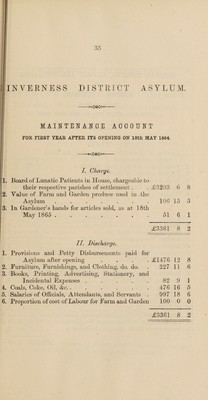 33
INVERNESS DISTRICT ASYLUM.
MAINTENANCE ACCOUNT
FOR FIRST YEAR AFTER ITS OPENING ON 18th MAY 1864.
I. Charge.
1. Board of Lunatic Patients in House, chargeable to
their respective parishes of settlement . . £3203 6 8
2. Value of Farm and Garden produce used in the
Asylum . . . . . . 106 15 5
3. In Gardener's hands for articles sold, as at 18th
May 1865 . . . . . . 51 6 1
£3361 8 2
II. Discharge.
1. Provisions and Petty Disbursements paid for
Asylum after opening . . . . £1476 12 8
2. Furniture, Furnishings, and Clothing, do. do. . 227 11 6
3. Books, Printing, Advertising, Stationery, and
Incidental Expenses . . . . . 82 9 1
4. Coals, Coke, Oil, &c. . . . . . 476 16 5
5. Salaries of Officials, Attendants, and Servants . 997 18 6
6. Proportion of cost of Labour for Farm and Garden 100 0 0
£3361 8 2